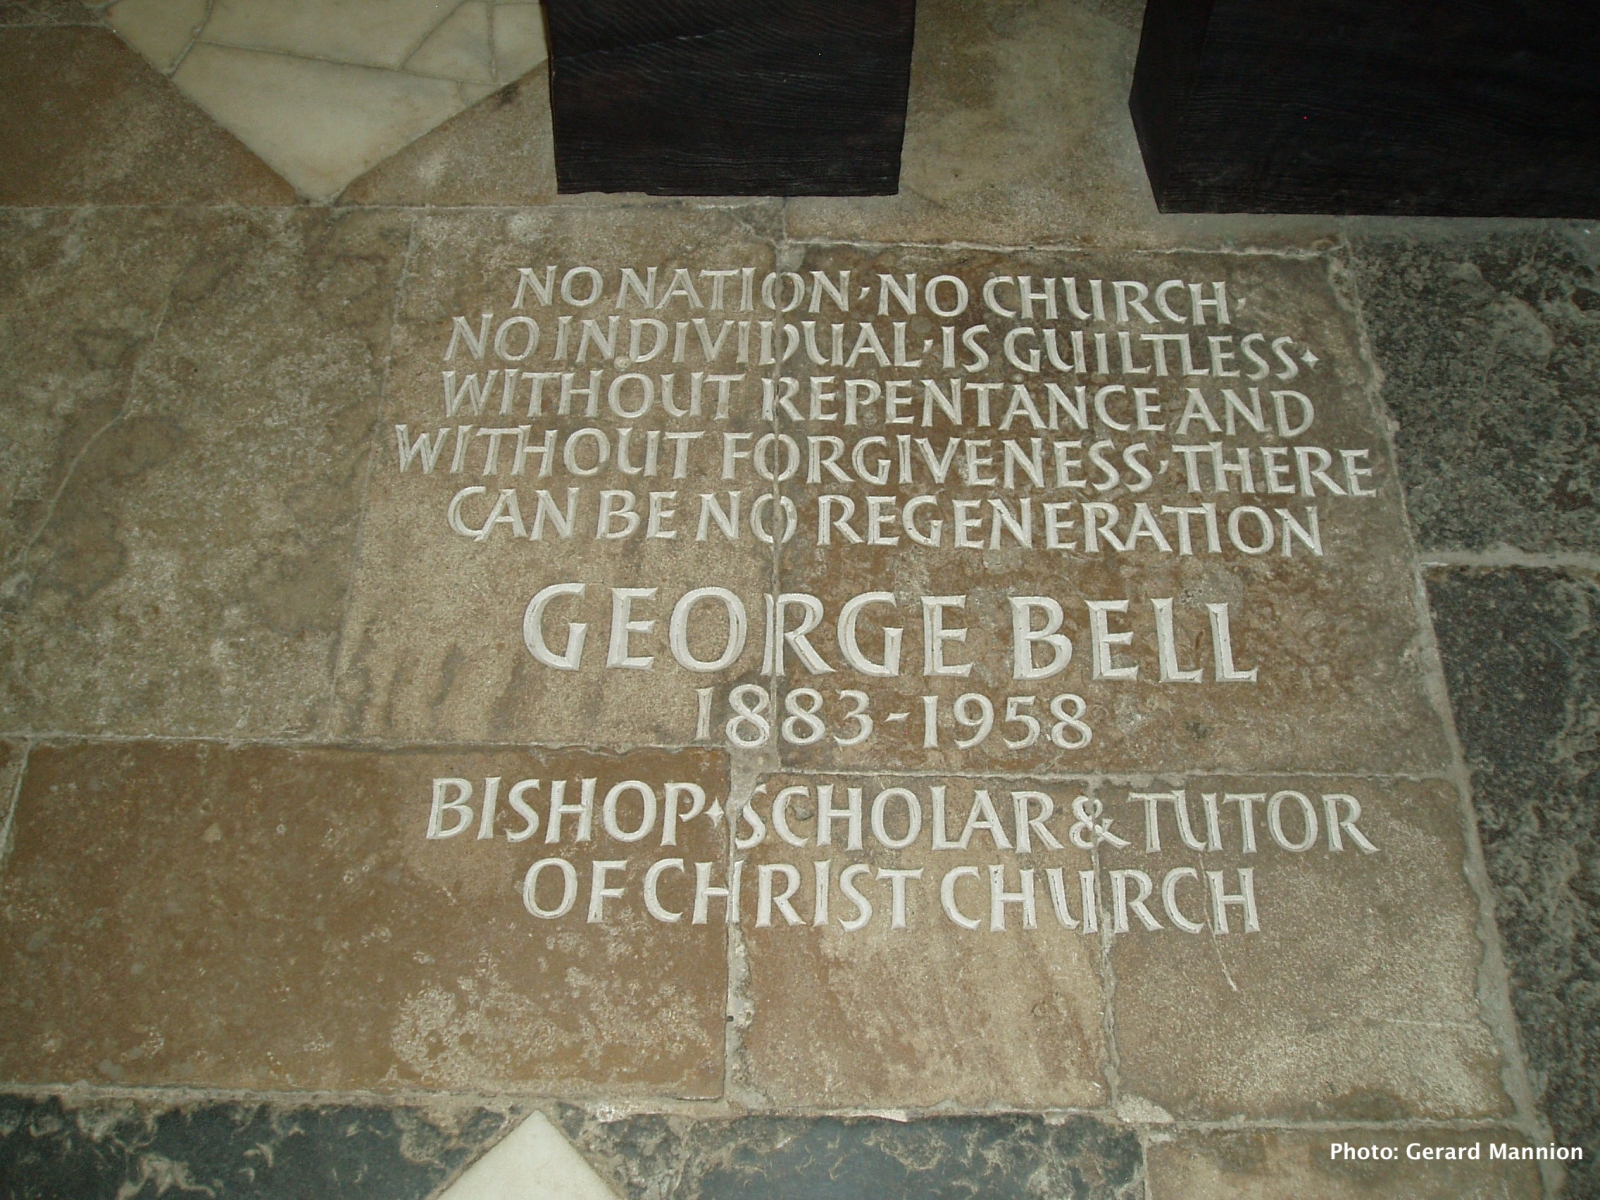 NO NATION, NO CHURCH,
NO INDIVIDUAL, IS GUILTLESS.
WITHOUT REPENTANCE AND
WITHOUT FORGIVENESS, THERE
CAN BE NO REGENERATION
GEORGE BELL
1883-1958
BISHOP·SCHOLAR & TUTOR
OF CHRIST CHURCH
Photo: Gerard Mannion